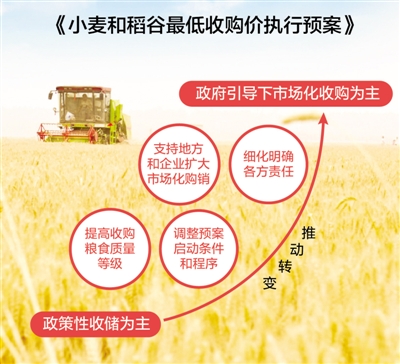 《小麦和稻谷最低收购价执行预案》
政府引导下市场化收购为主
支持地方
和企业扩大
市场化购销
细化明确
各方责任
提高收购
粮食质量
等级
调整预案
启动条件
和程序
推动转变
政策性收储为主